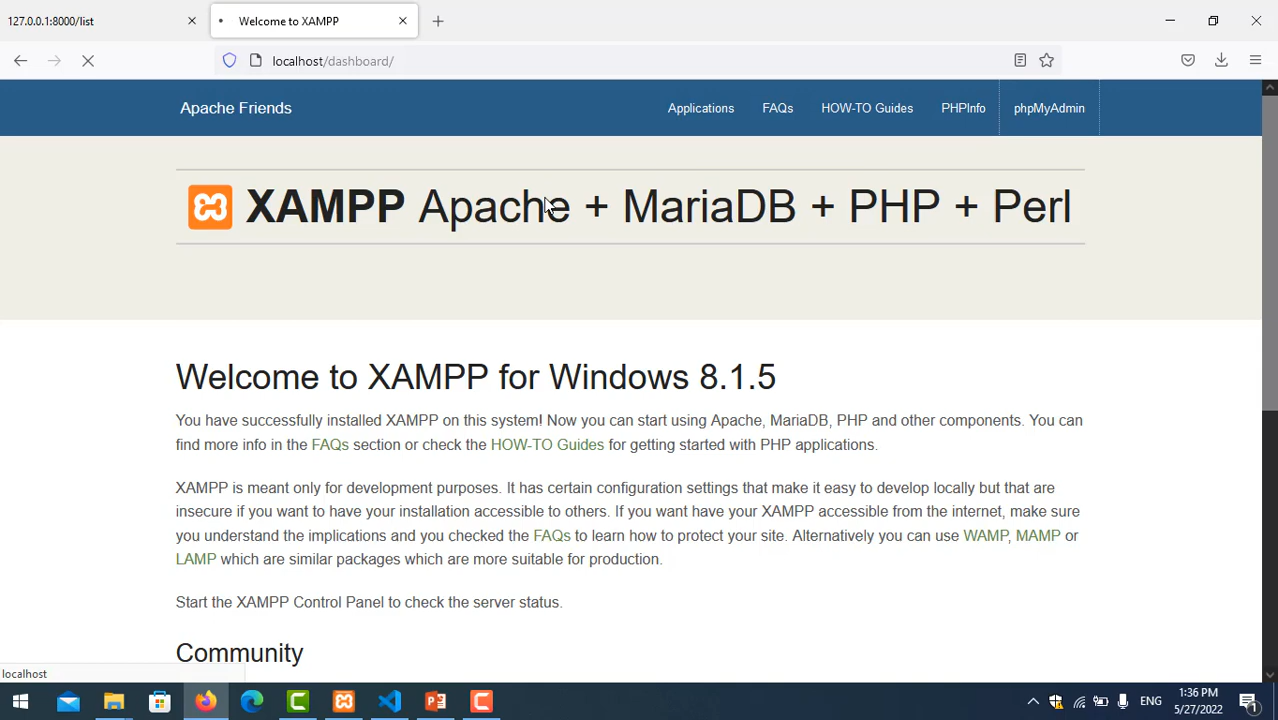 127.0.0.1:8000/list
Welcome to XAMPP
localhost/dashboard/
Apache Friends
Applications
FAQs
HOW-TO Guides
PHPInfo
phpMyAdmin
XAMPP Apache + MariaDB + PHP + Perl
Welcome to XAMPP for Windows 8.1.5
You have successfully installed XAMPP on this system! Now you can start using Apache, MariaDB, PHP and other components. You can
find more info in the FAQs section or check the HOW-TO Guides for getting started with PHP applications.
XAMPP is meant only for development purposes. It has certain configuration settings that make it easy to develop locally but that are
insecure if you want to have your installation accessible to others. If you want have your XAMPP accessible from the internet, make sure
you understand the implications and you checked the FAQs to learn how to protect your site. Alternatively you can use WAMP, MAMP or
LAMP which are similar packages which are more suitable for production.
Start the XAMPP Control Panel to check the server status.
Community
localhost
ENG
1:36 PM
5/27/2022
1